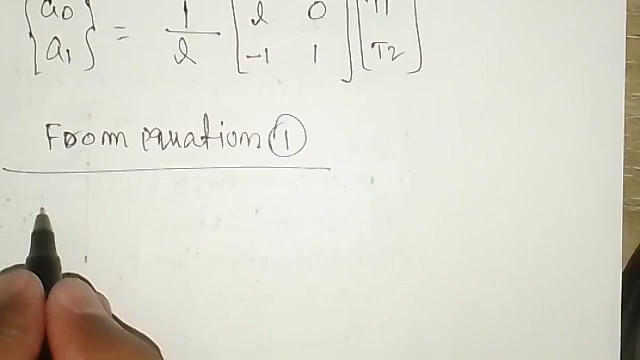 {a0 a1} = 1/l [l 0 -1 1] [T1 T2]
From equation ①